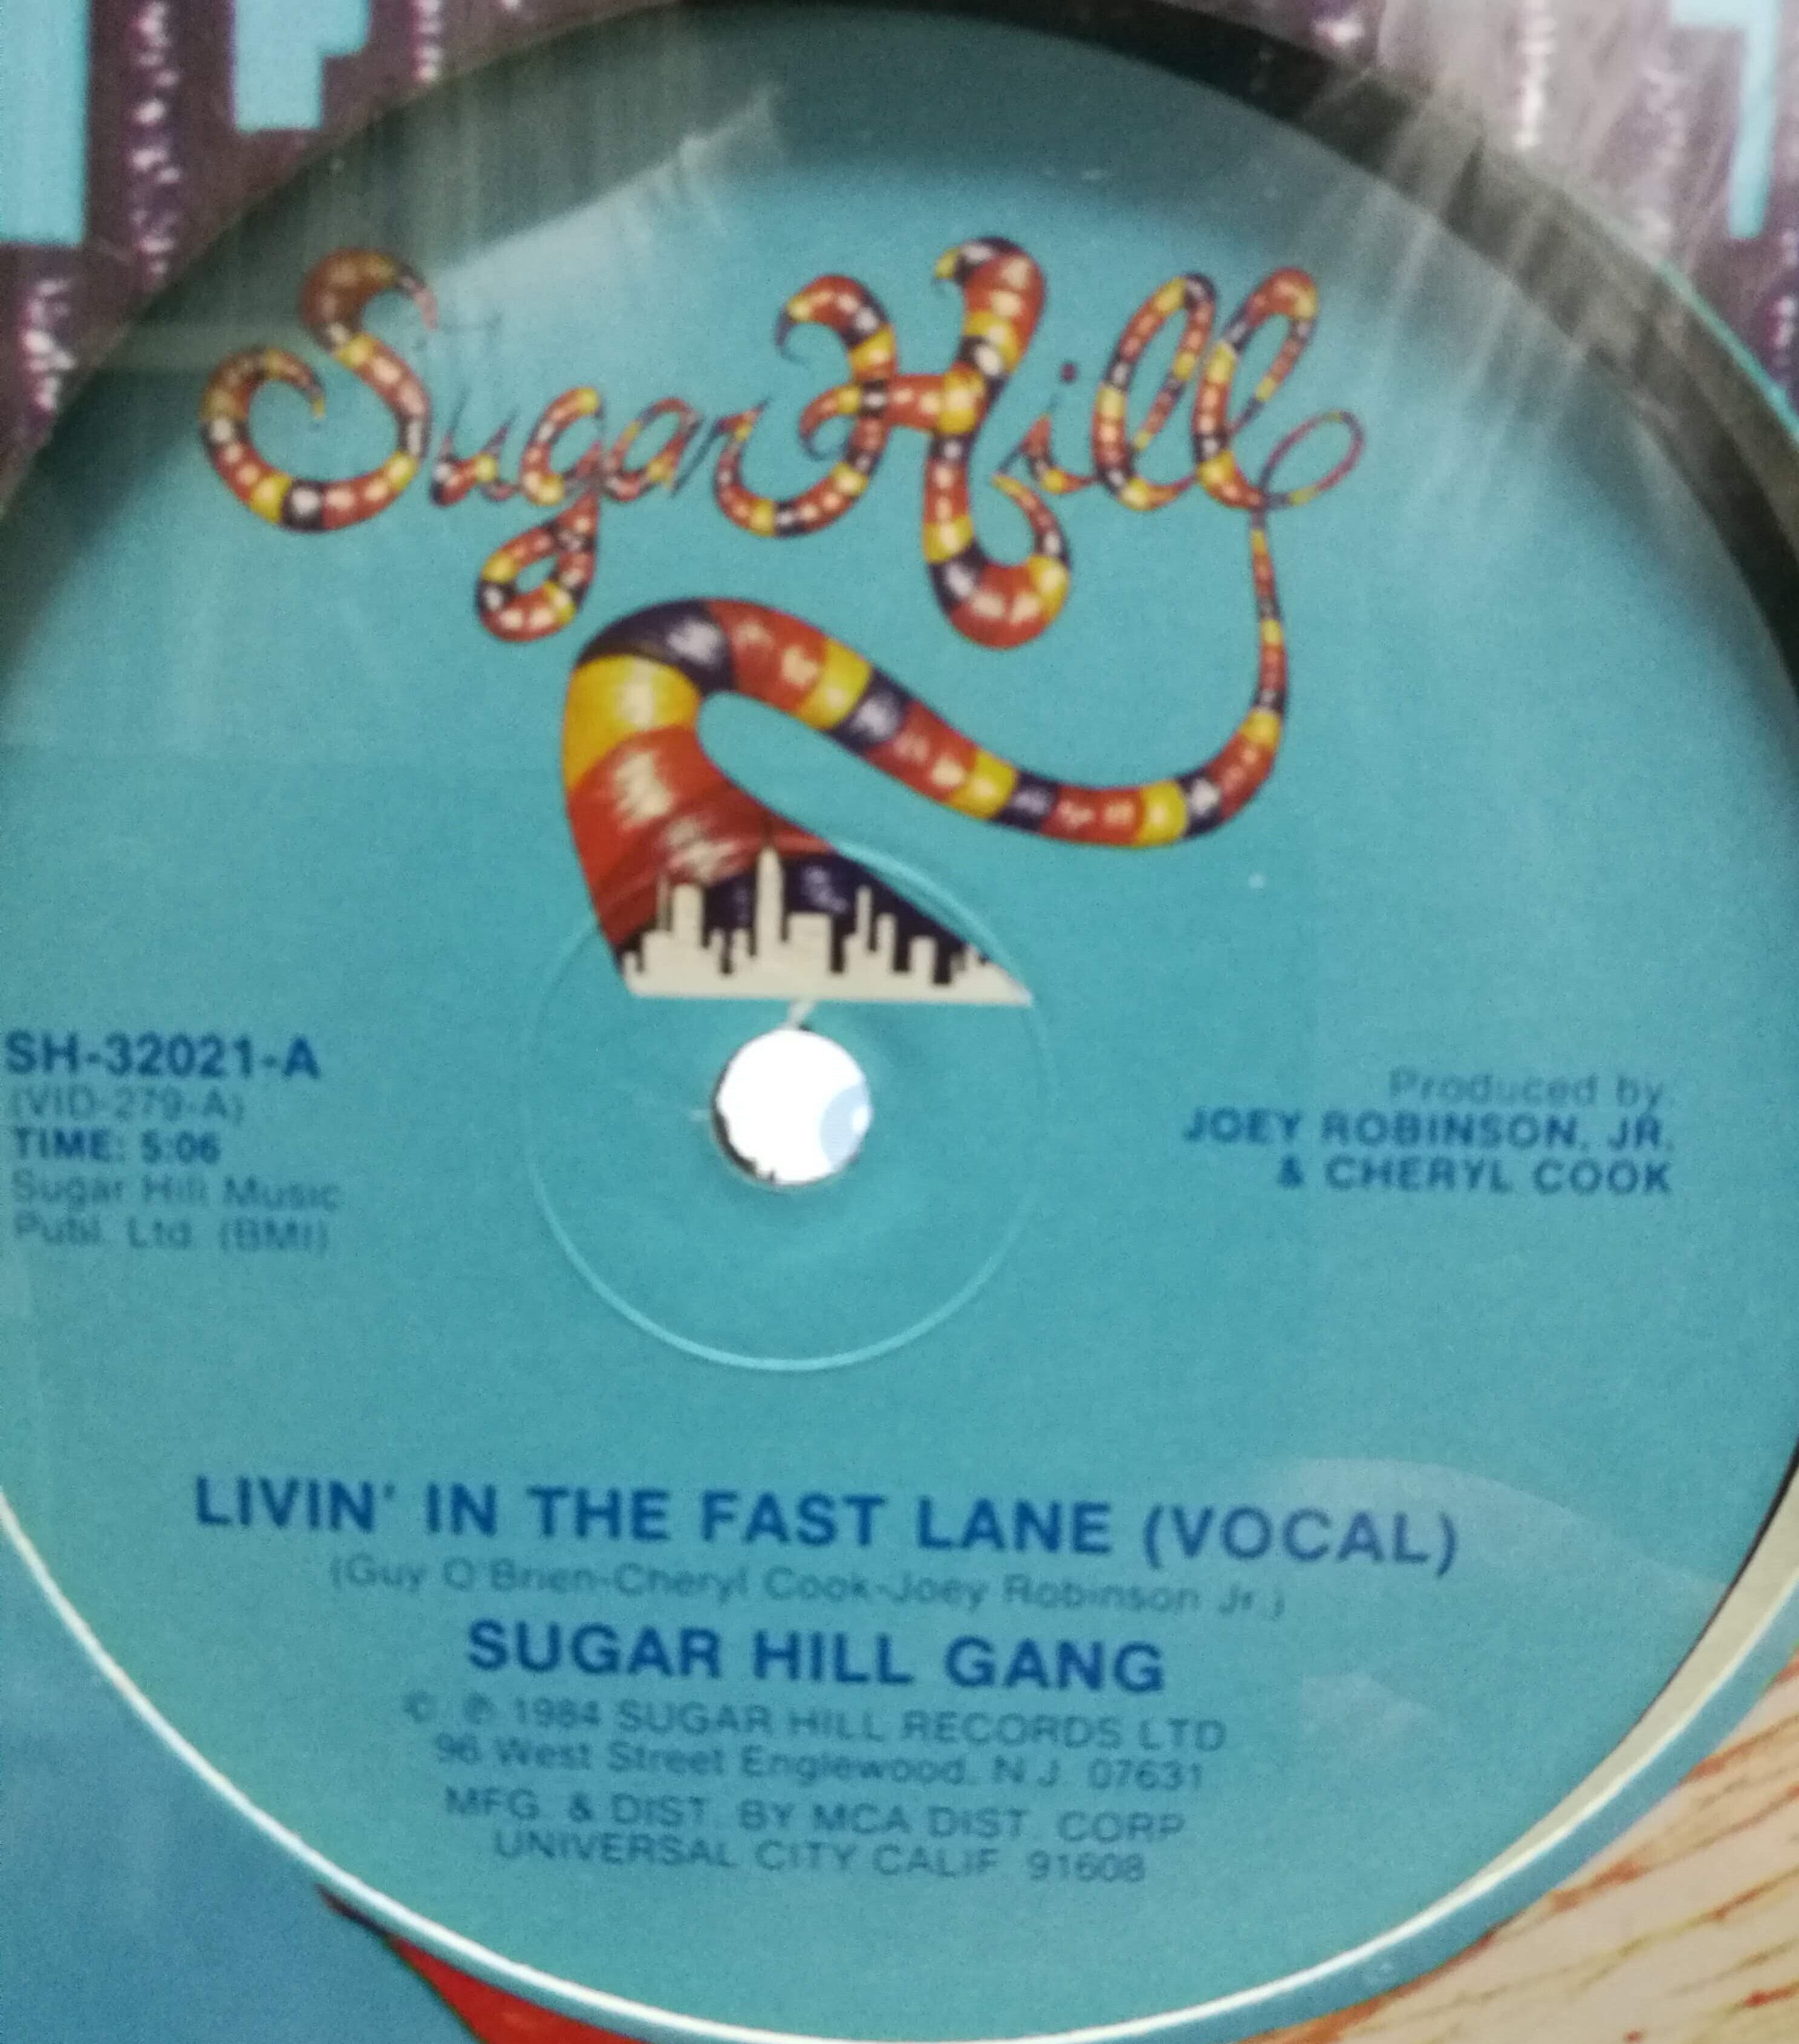 Sugar Hill
SH-32021-A
(VID-279-A)
TIME: 5:06
Sugar Hill Music
Publ. Ltd. (BMI)
Produced by:
JOEY ROBINSON, JR.
& CHERYL COOK
LIVIN' IN THE FAST LANE (VOCAL)
(Guy O'Brien-Cheryl Cook-Joey Robinson Jr.)
SUGAR HILL GANG
© ℗ 1984 SUGAR HILL RECORDS LTD
96 West Street Englewood, N.J. 07631
MFG. & DIST. BY MCA DIST. CORP.
UNIVERSAL CITY CALIF. 91608